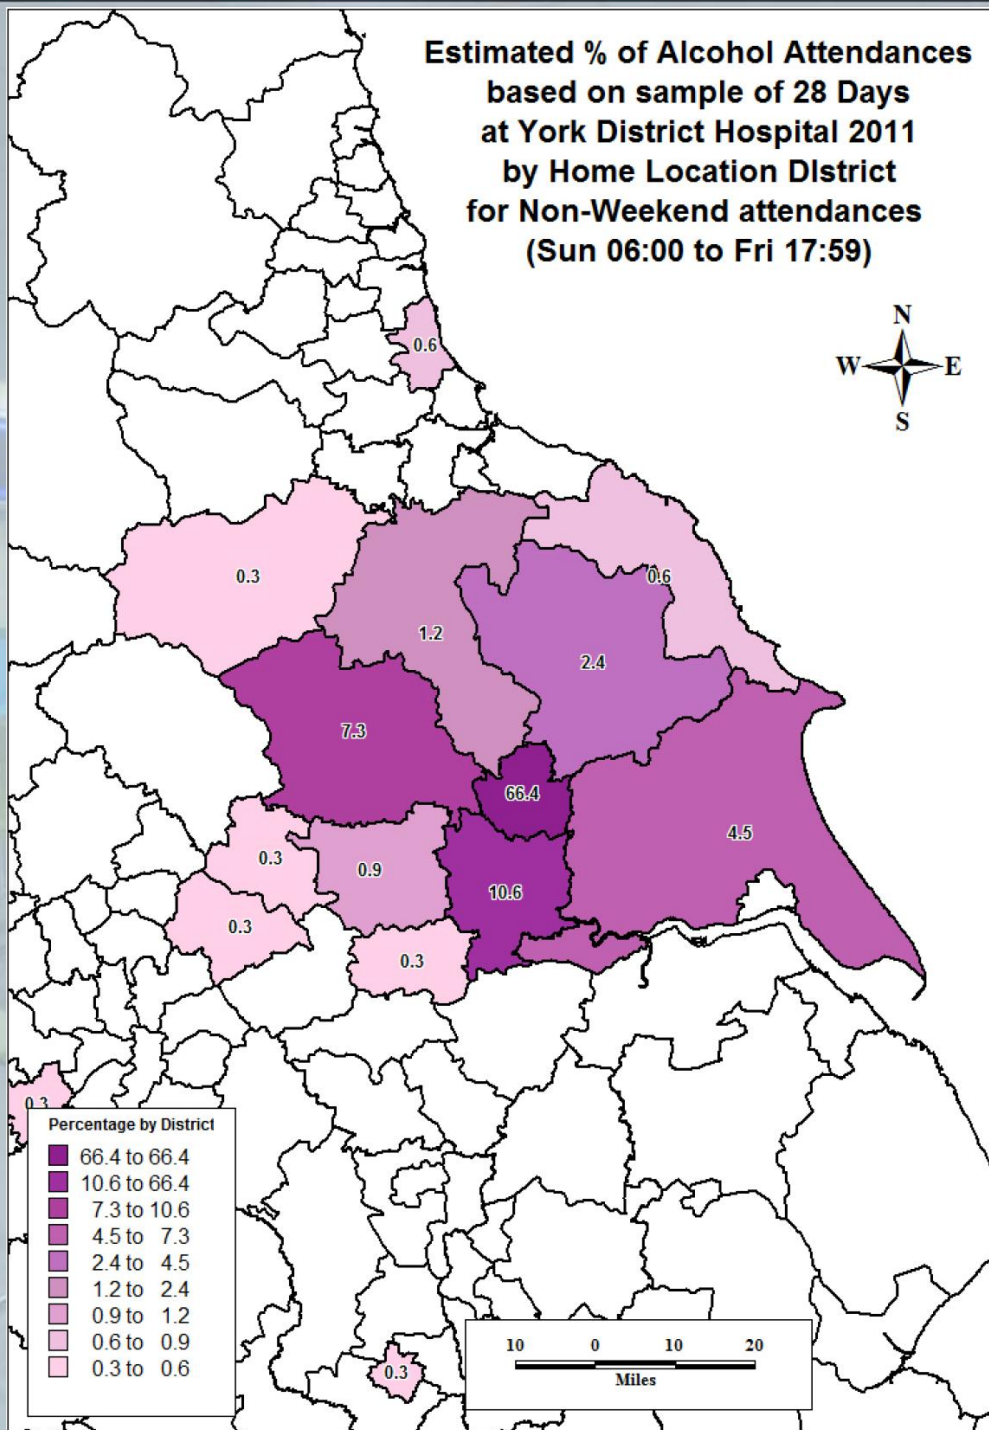 Estimated % of Alcohol Attendances
based on sample of 28 Days
at York District Hospital 2011
by Home Location DIstrict
for Non-Weekend attendances
(Sun 06:00 to Fri 17:59)
N
W E
S
0.6
0.3
0.6
1.2
2.4
7.3
66.4
4.5
0.3
0.9
10.6
0.3
0.3
0.3
Percentage by District
66.4 to 66.4
10.6 to 66.4
7.3 to 10.6
4.5 to 7.3
2.4 to 4.5
1.2 to 2.4
0.9 to 1.2
0.6 to 0.9
0.3 to 0.6
10 0 10 20
Miles
0.3